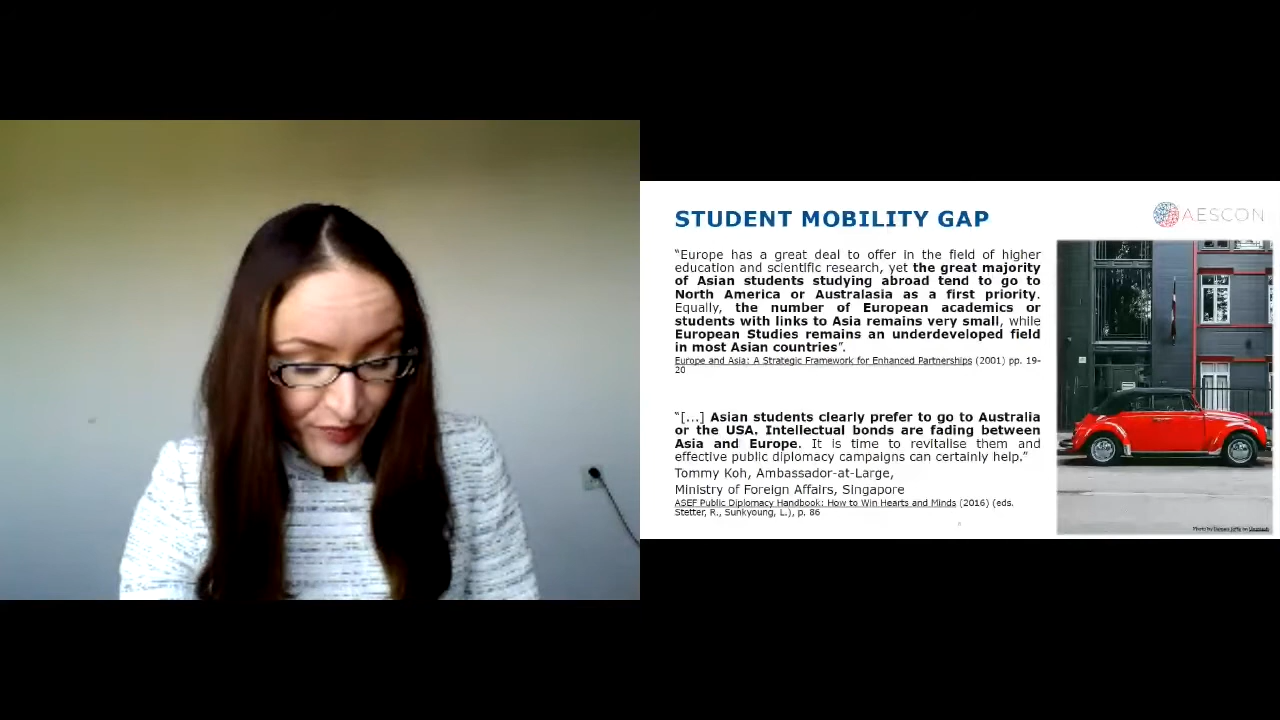 STUDENT MOBILITY GAP
AESCON
“Europe has a great deal to offer in the field of higher
education and scientific research, yet the great majority
of Asian students studying abroad tend to go to
North America or Australasia as a first priority.
Equally, the number of European academics or
students with links to Asia remains very small, while
European Studies remains an underdeveloped field
in most Asian countries”.
Europe and Asia: A Strategic Framework for Enhanced Partnerships (2001) pp. 19-
20
“[...] Asian students clearly prefer to go to Australia
or the USA. Intellectual bonds are fading between
Asia and Europe. It is time to revitalise them and
effective public diplomacy campaigns can certainly help.”
Tommy Koh, Ambassador-at-Large,
Ministry of Foreign Affairs, Singapore
ASEF Public Diplomacy Handbook: How to Win Hearts and Minds (2016) (eds.
Stetter, R., Sunkyoung, L.), p. 86
Photo by on Unsplash